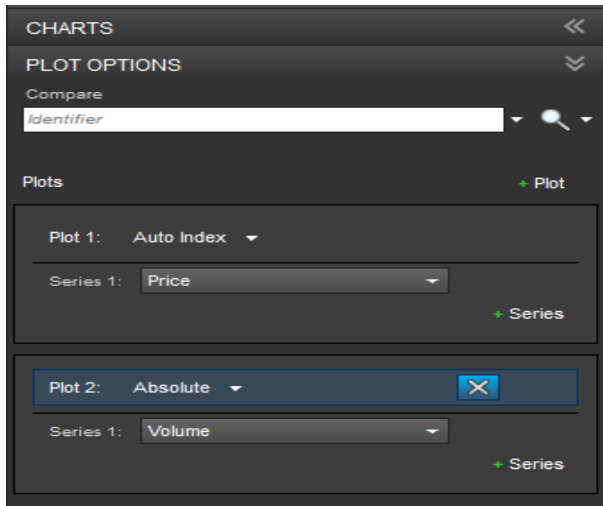 CHARTS
PLOT OPTIONS
Compare
Identifier
Plots + Plot
Plot 1: Auto Index
Series 1: Price
+ Series
Plot 2: Absolute
Series 1: Volume
+ Series